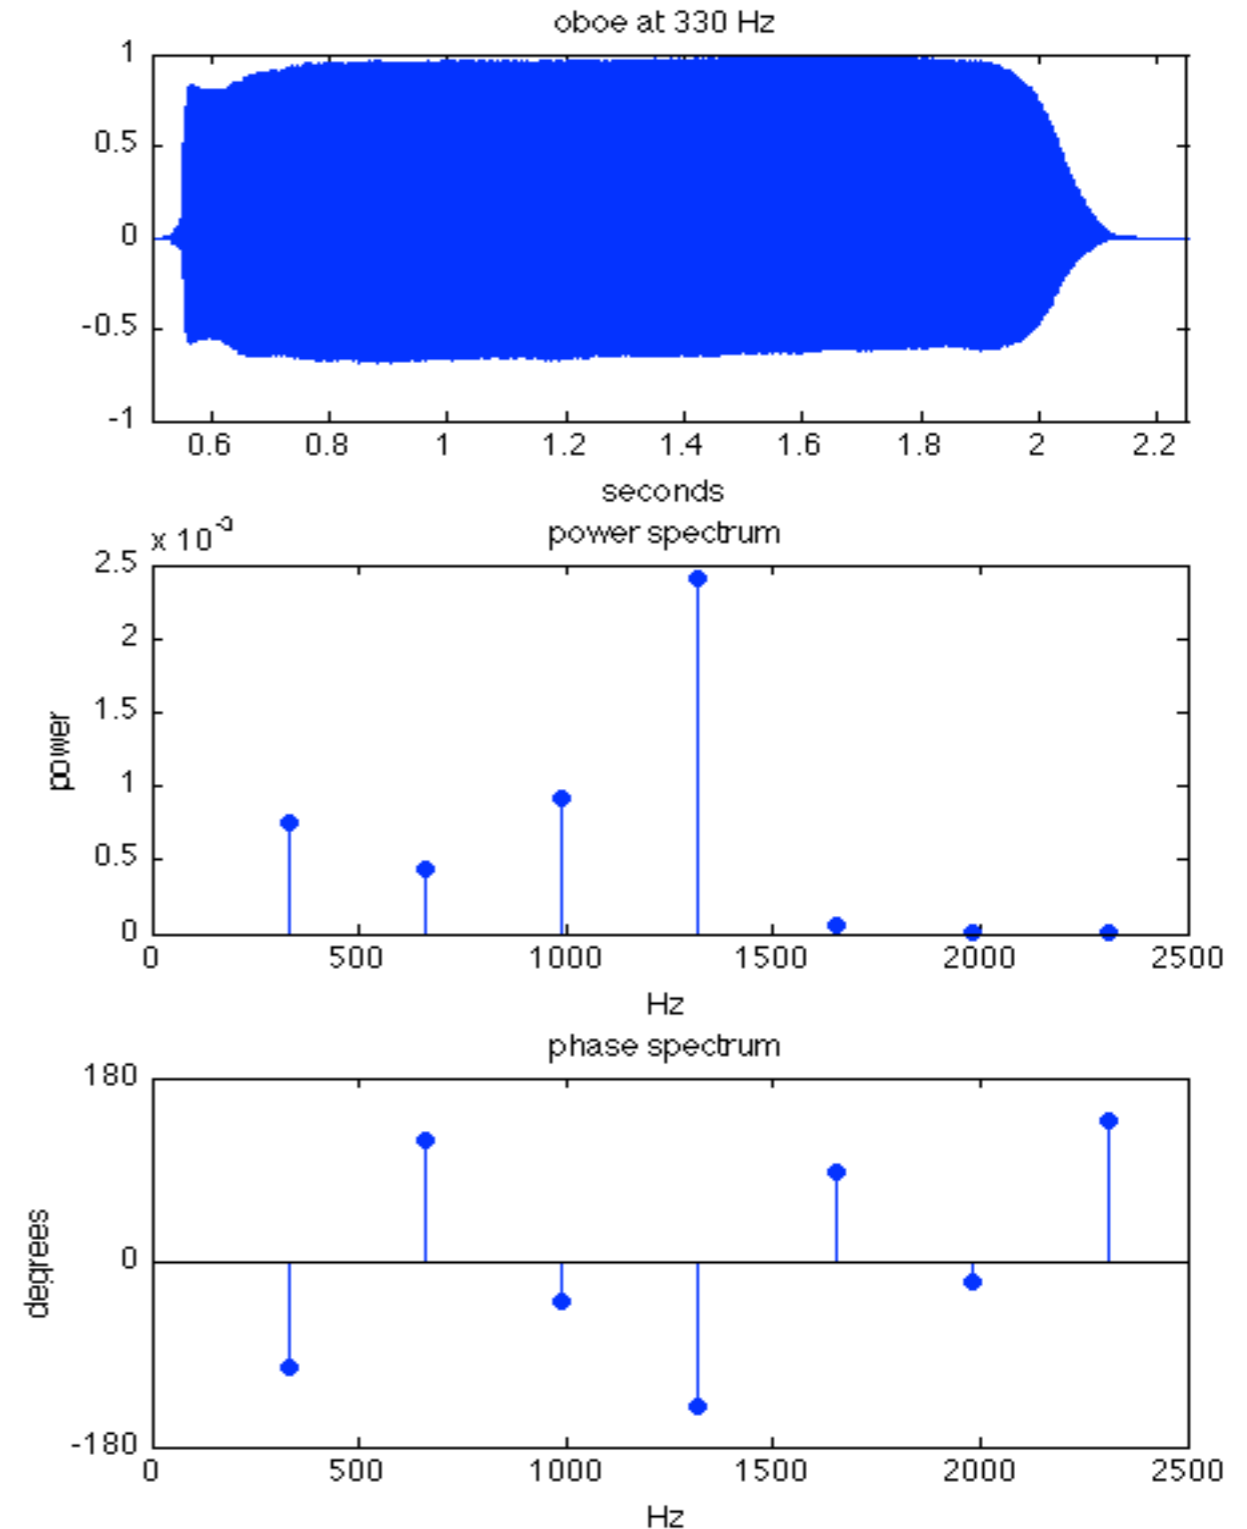 oboe at 330 Hz
1
0.5
0
-0.5
-1
0.6 0.8 1 1.2 1.4 1.6 1.8 2 2.2
seconds
x 10^-3 power spectrum
2.5
2
1.5
1
0.5
0
power
0 500 1000 1500 2000 2500
Hz
phase spectrum
180
0
-180
degrees
0 500 1000 1500 2000 2500
Hz